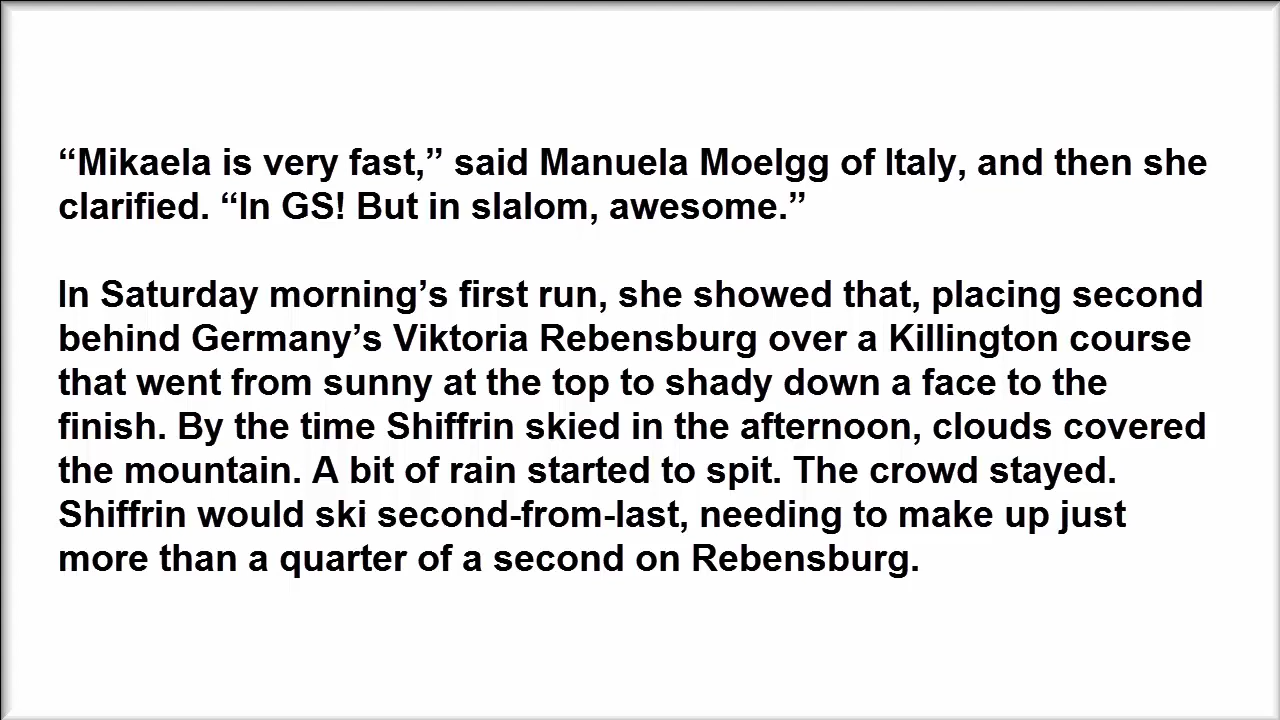 “Mikaela is very fast,” said Manuela Moelgg of Italy, and then she
clarified. “In GS! But in slalom, awesome.”
In Saturday morning’s first run, she showed that, placing second
behind Germany’s Viktoria Rebensburg over a Killington course
that went from sunny at the top to shady down a face to the
finish. By the time Shiffrin skied in the afternoon, clouds covered
the mountain. A bit of rain started to spit. The crowd stayed.
Shiffrin would ski second-from-last, needing to make up just
more than a quarter of a second on Rebensburg.